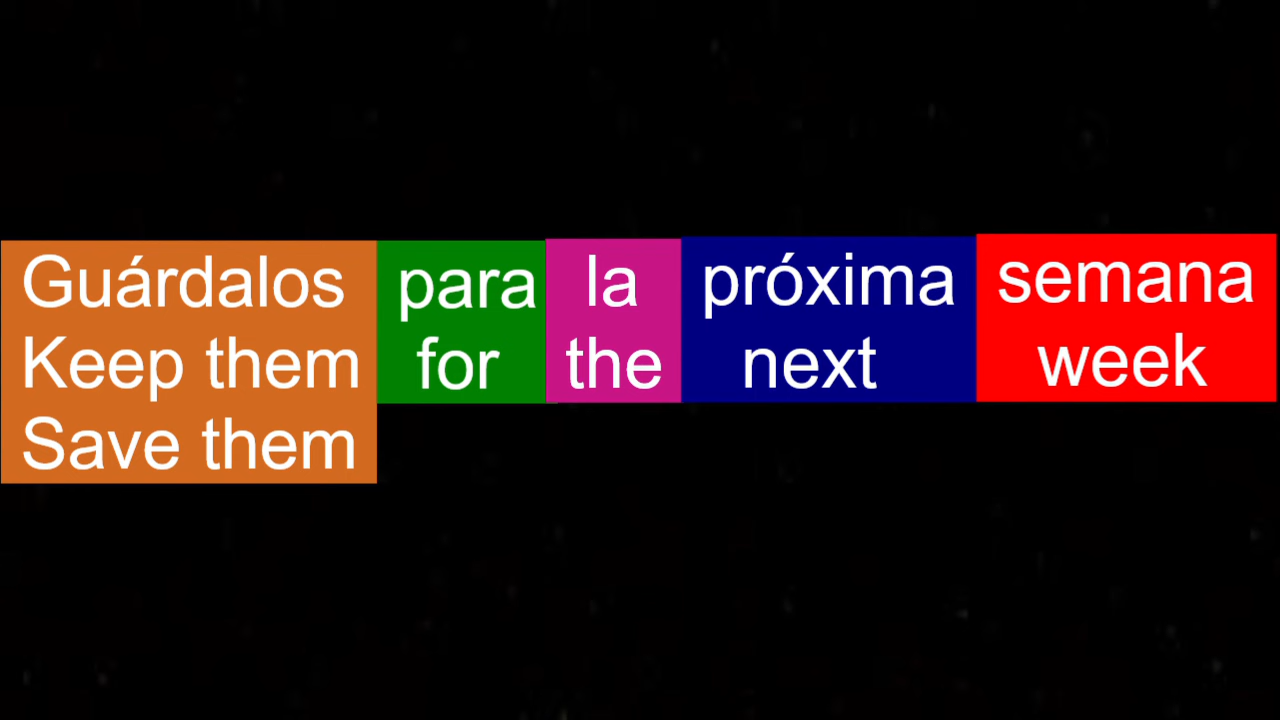 Guárdalos para la próxima semana
Keep them for the next week
Save them